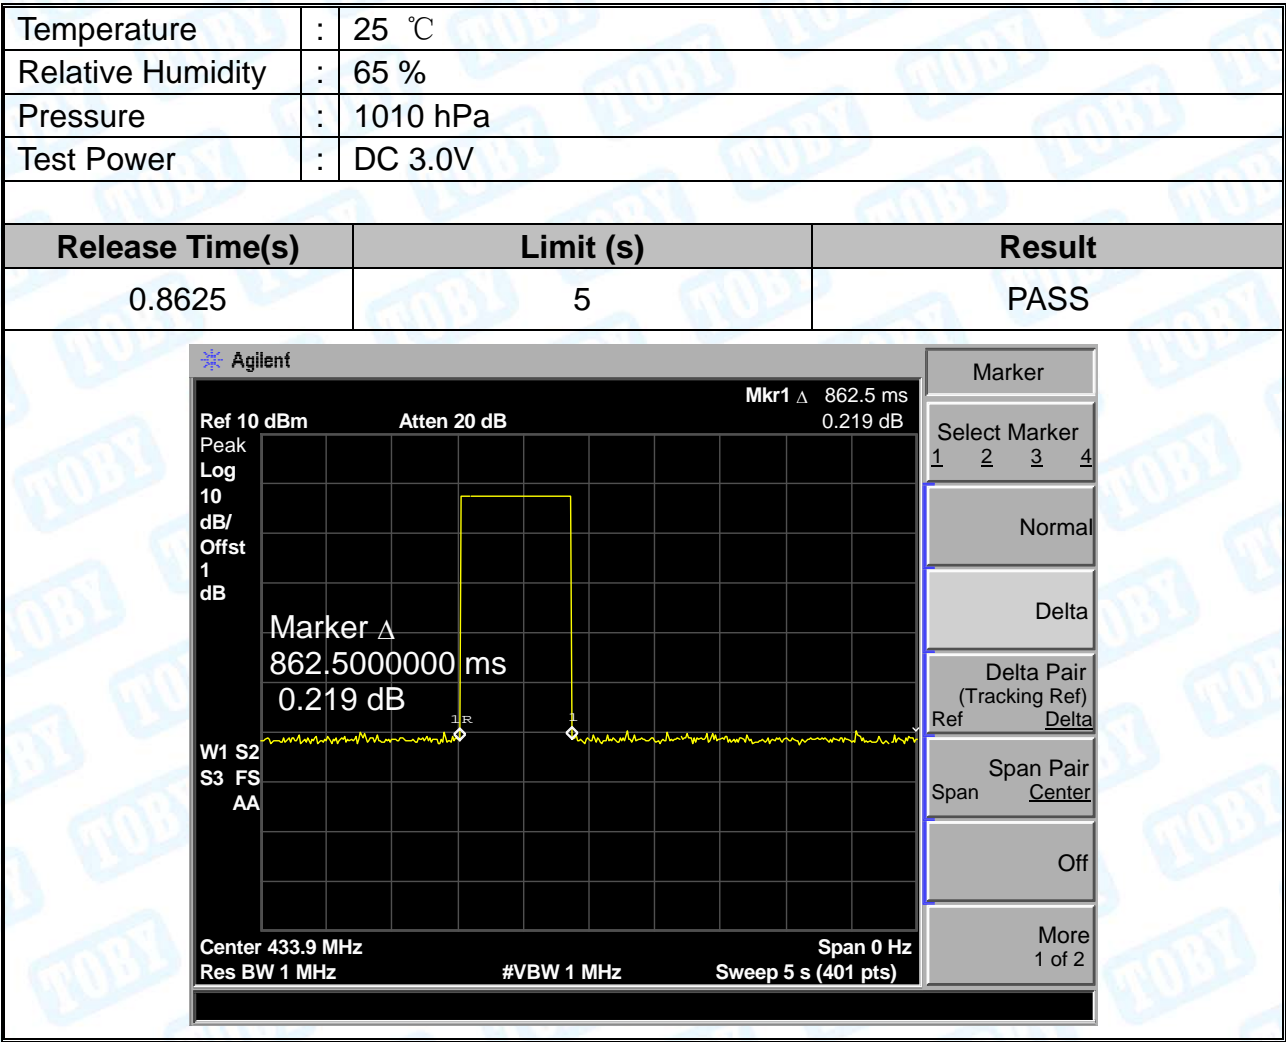 Temperature : 25 ℃
Relative Humidity : 65 %
Pressure : 1010 hPa
Test Power : DC 3.0V
Release Time(s) Limit (s) Result
0.8625 5 PASS
Agilent
Mkr1 Δ 862.5 ms
Ref 10 dBm Atten 20 dB 0.219 dB
Peak
Log
10
dB/
Offst
1
dB
Marker Δ
862.5000000 ms
0.219 dB
1R 1
W1 S2
S3 FS
AA
Center 433.9 MHz Span 0 Hz
Res BW 1 MHz #VBW 1 MHz Sweep 5 s (401 pts)
Marker
Select Marker
1 2 3 4
Normal
Delta
Delta Pair
(Tracking Ref)
Ref Delta
Span Pair
Span Center
Off
More
1 of 2
TOBY